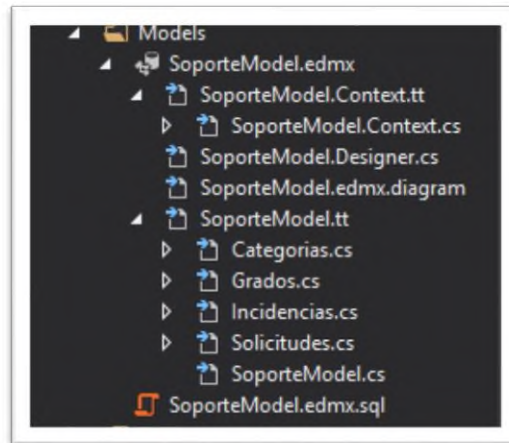 Models
SoporteModel.edmx
SoporteModel.Context.tt
SoporteModel.Context.cs
SoporteModel.Designer.cs
SoporteModel.edmx.diagram
SoporteModel.tt
Categorias.cs
Grados.cs
Incidencias.cs
Solicitudes.cs
SoporteModel.cs
SoporteModel.edmx.sql